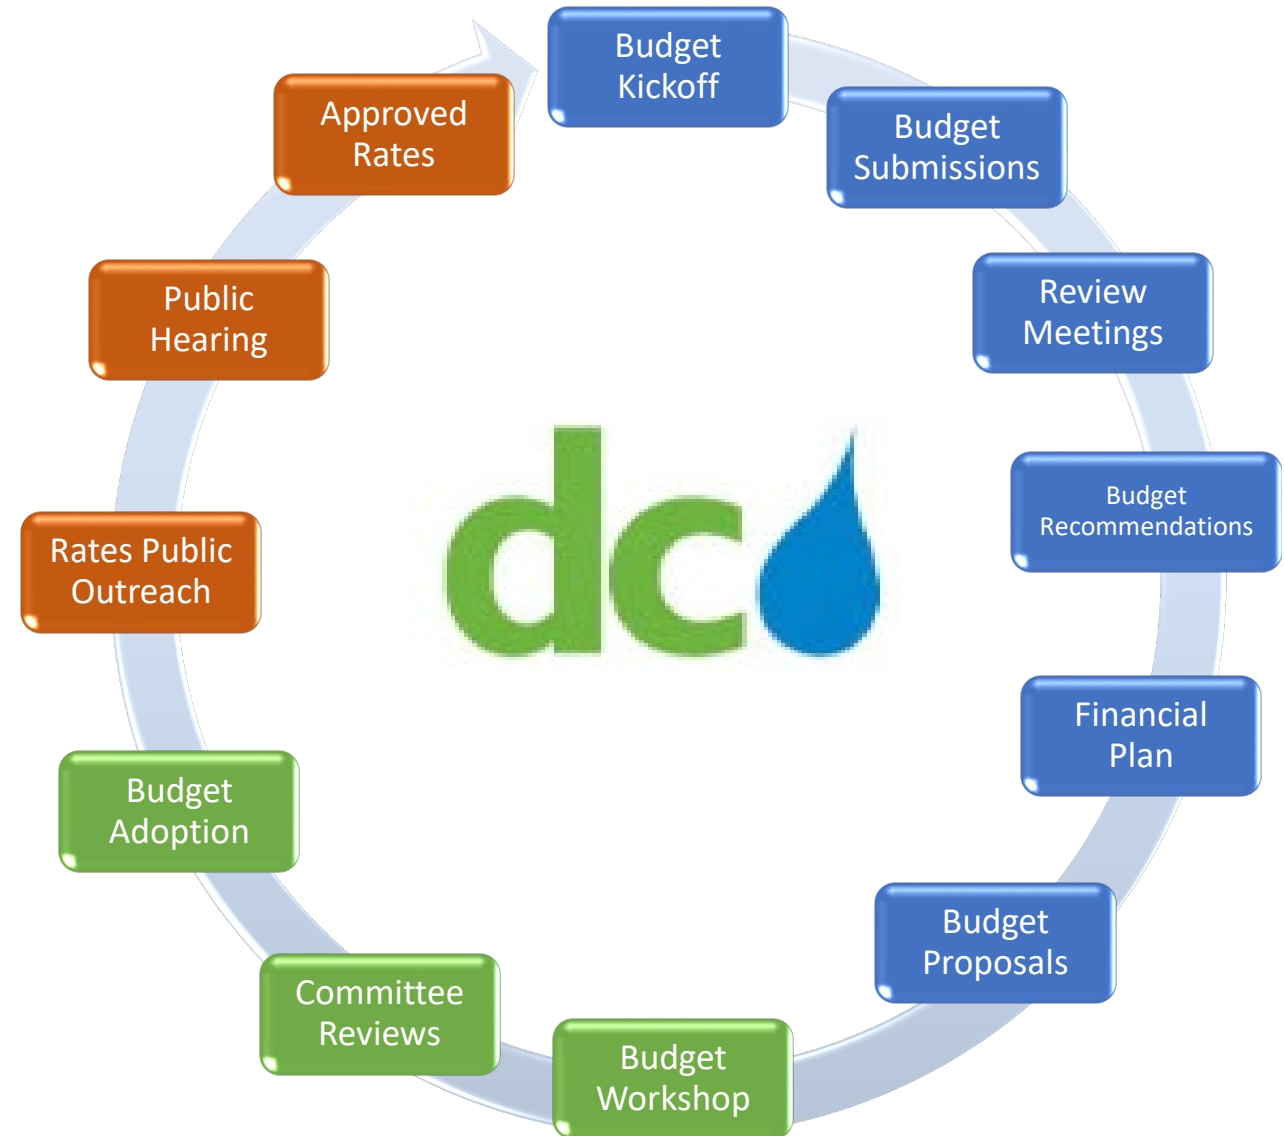 Budget
Kickoff
Budget
Submissions
Review
Meetings
Budget
Recommendations
Financial
Plan
Budget
Proposals
Budget
Workshop
Committee
Reviews
Budget
Adoption
Rates Public
Outreach
Public
Hearing
Approved
Rates
dc